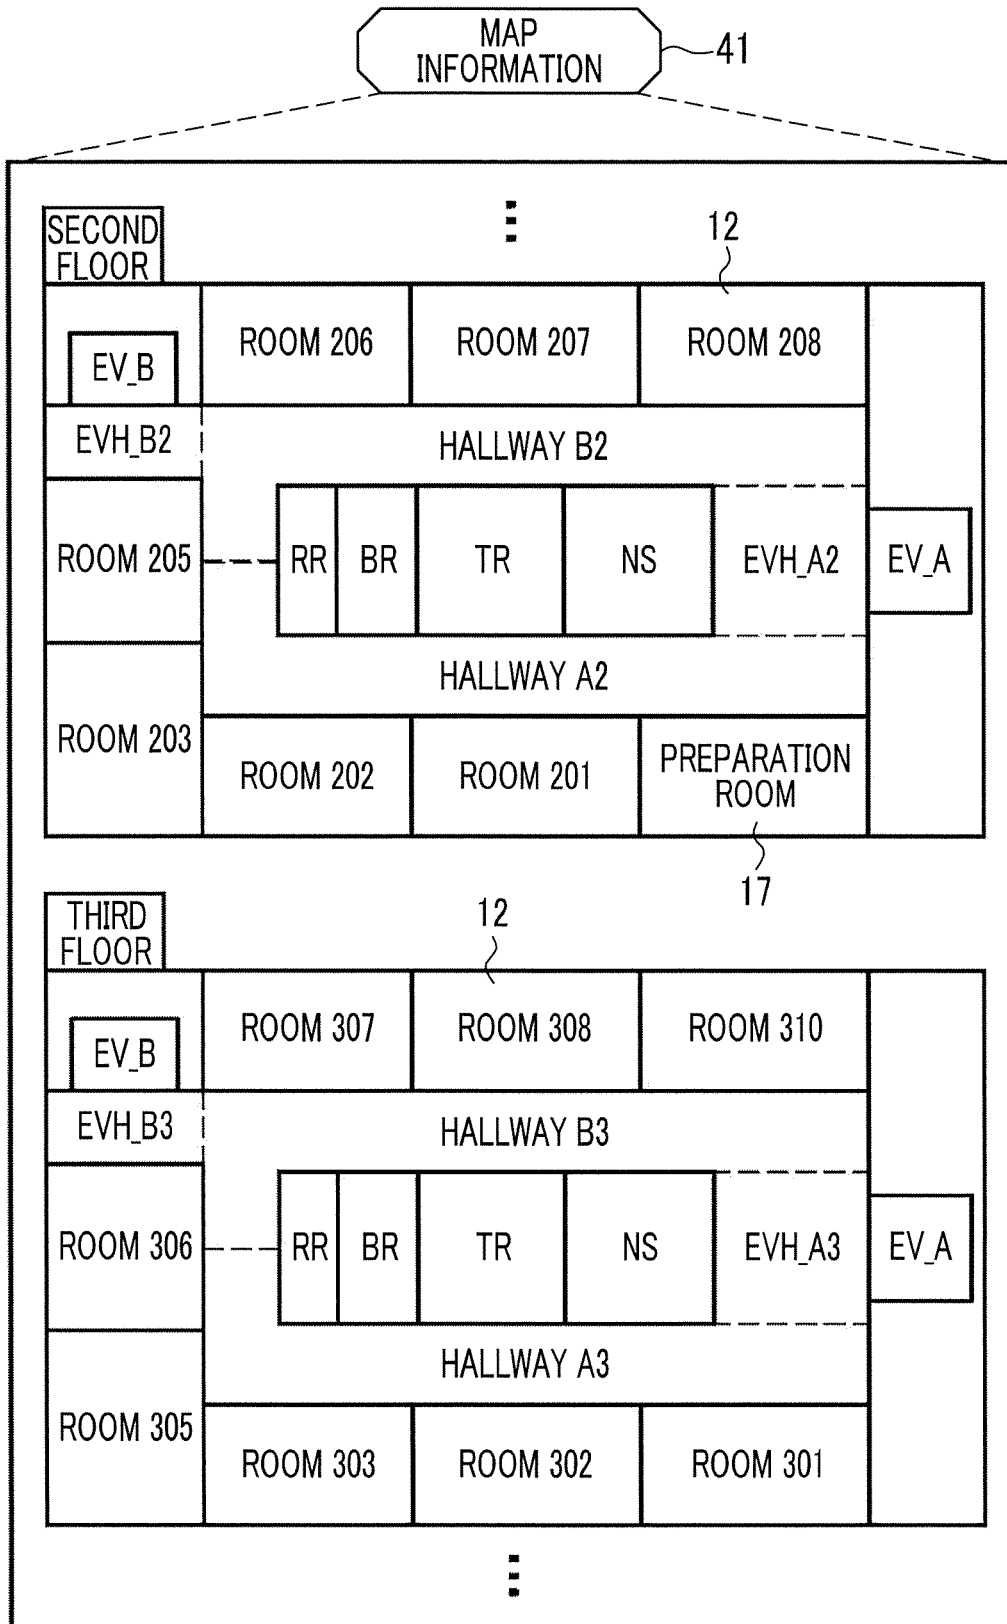 MAP
INFORMATION
41
SECOND
FLOOR
12
EV_B
ROOM 206
ROOM 207
ROOM 208
EVH_B2
HALLWAY B2
ROOM 205
RR
BR
TR
NS
EVH_A2
EV_A
HALLWAY A2
ROOM 203
ROOM 202
ROOM 201
PREPARATION
ROOM
17
THIRD
FLOOR
12
EV_B
ROOM 307
ROOM 308
ROOM 310
EVH_B3
HALLWAY B3
ROOM 306
RR
BR
TR
NS
EVH_A3
EV_A
HALLWAY A3
ROOM 305
ROOM 303
ROOM 302
ROOM 301